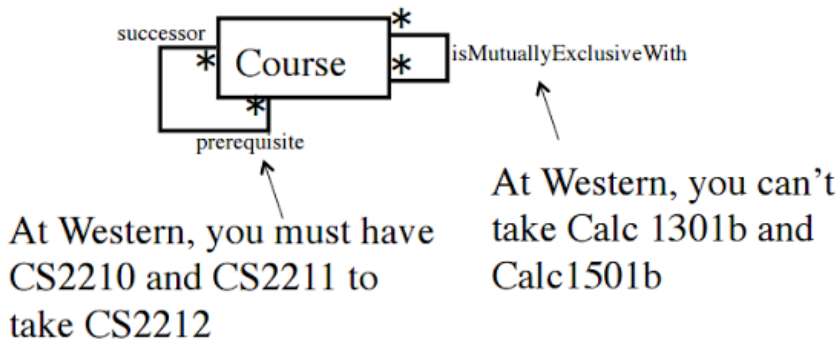 successor
*
Course
*
*
*
isMutuallyExclusiveWith
prerequisite
At Western, you must have
CS2210 and CS2211 to
take CS2212
At Western, you can’t
take Calc 1301b and
Calc1501b